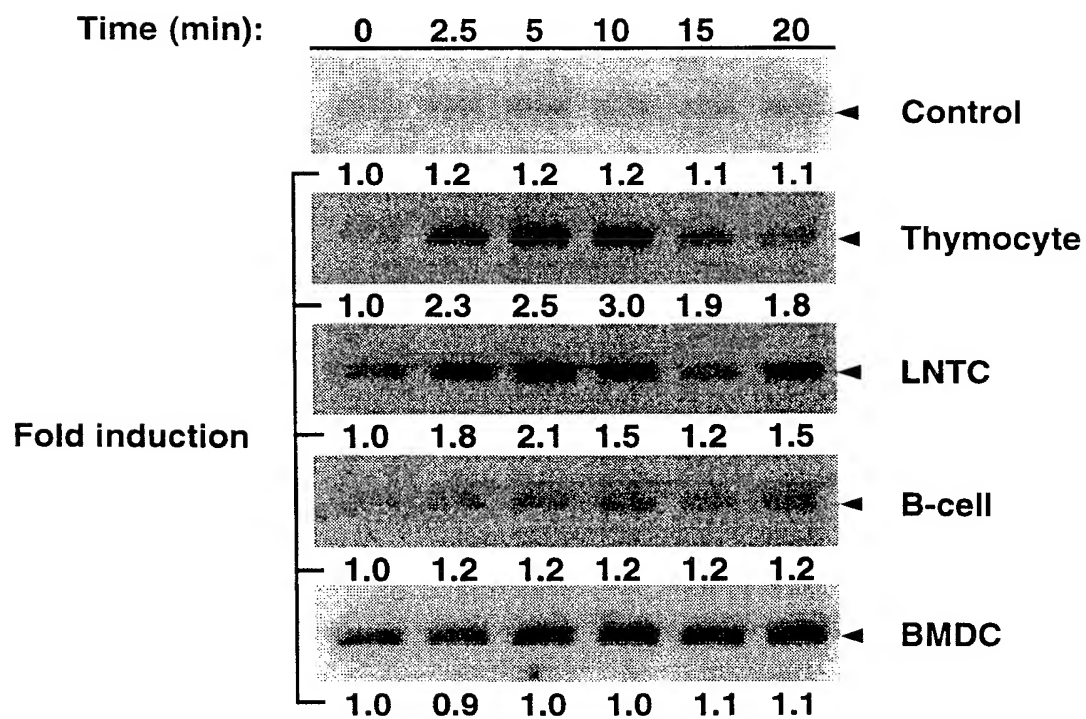 Time (min): 0 2.5 5 10 15 20
Control
1.0 1.2 1.2 1.2 1.1 1.1
Thymocyte
1.0 2.3 2.5 3.0 1.9 1.8
LNTC
Fold induction
1.0 1.8 2.1 1.5 1.2 1.5
B-cell
1.0 1.2 1.2 1.2 1.2 1.2
BMDC
1.0 0.9 1.0 1.0 1.1 1.1